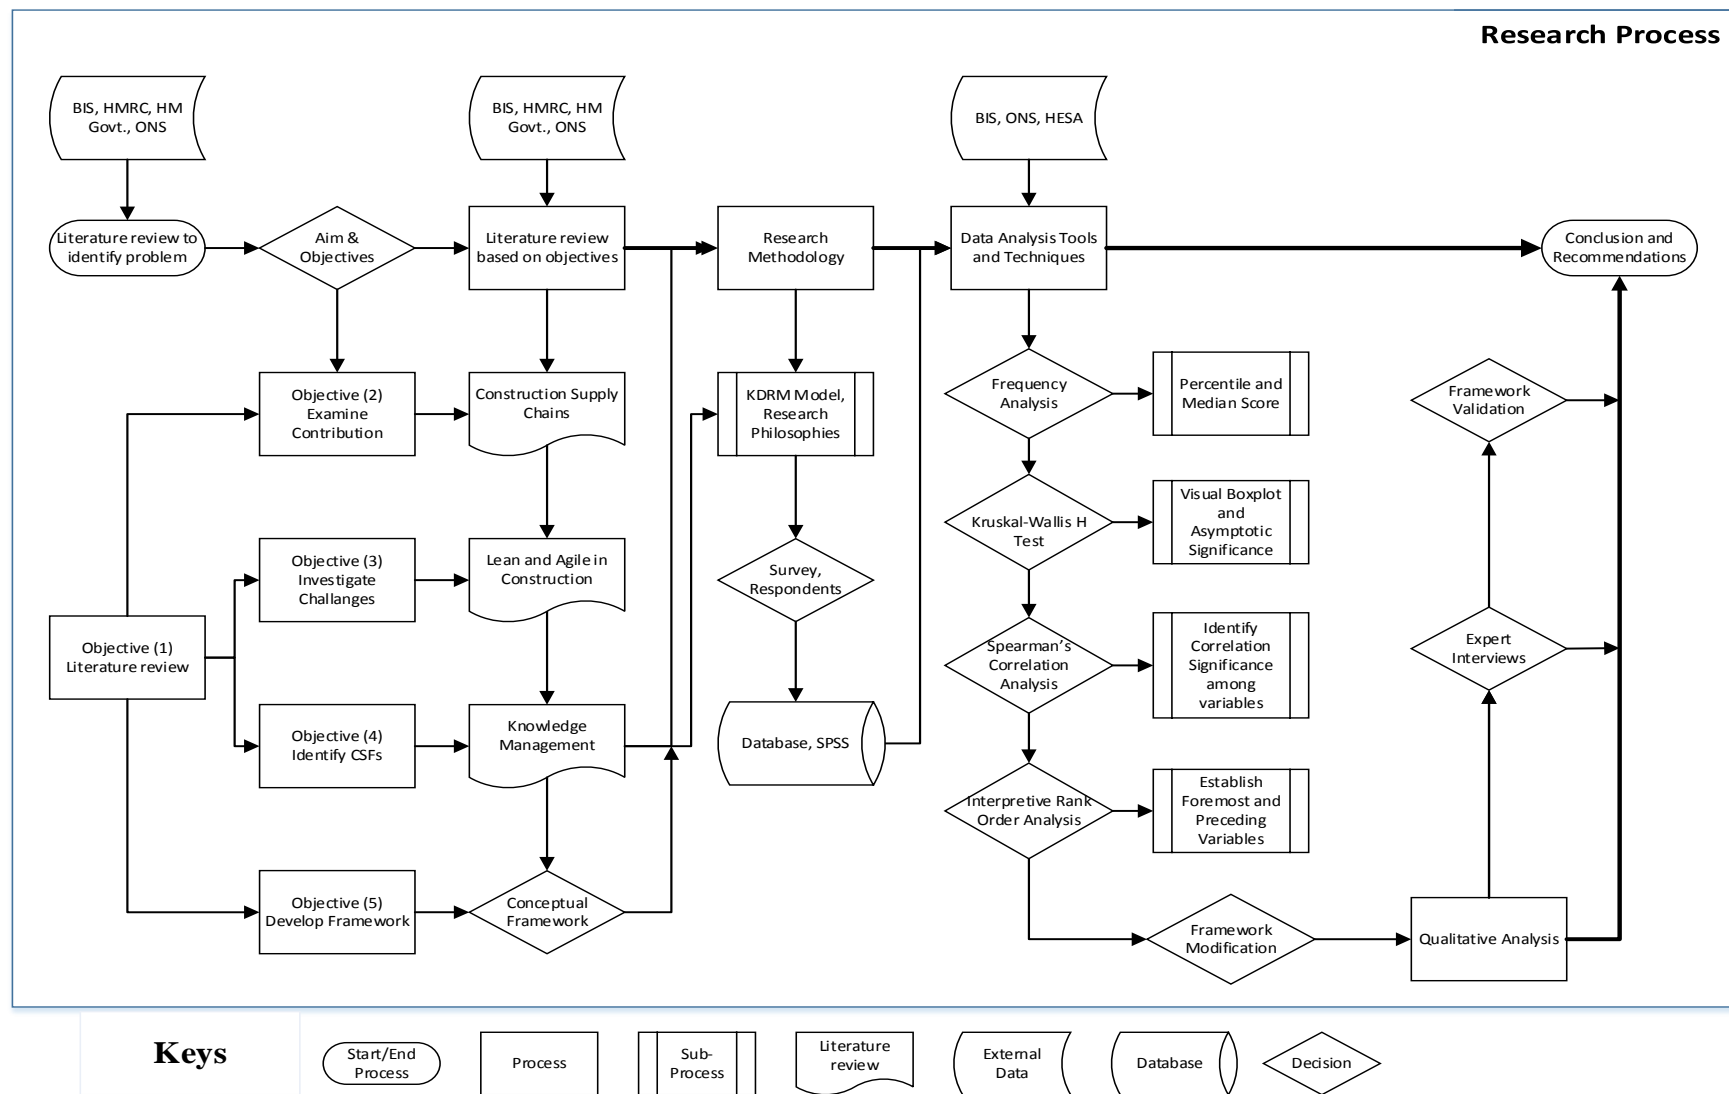 Research Process
BIS, HMRC, HM
Govt., ONS
BIS, HMRC, HM
Govt., ONS
BIS, ONS, HESA
Literature review to
identify problem
Aim &
Objectives
Literature review
based on objectives
Research
Methodology
Data Analysis Tools
and Techniques
Conclusion and
Recommendations
Objective (2)
Examine
Contribution
Construction Supply
Chains
KDRM Model,
Research
Philosophies
Frequency
Analysis
Percentile and
Median Score
Framework
Validation
Kruskal-Wallis H
Test
Visual Boxplot
and
Asymptotic
Significance
Objective (3)
Investigate
Challanges
Lean and Agile in
Construction
Survey,
Respondents
Objective (1)
Literature review
Spearman's
Correlation
Analysis
Identify
Correlation
Significance
among
variables
Expert
Interviews
Objective (4)
Identify CSFs
Knowledge
Management
Database, SPSS
Interpretive Rank
Order Analysis
Establish
Foremost and
Preceding
Variables
Objective (5)
Develop Framework
Conceptual
Framework
Framework
Modification
Qualitative Analysis
Keys
Start/End
Process
Process
Sub-
Process
Literature
review
External
Data
Database
Decision